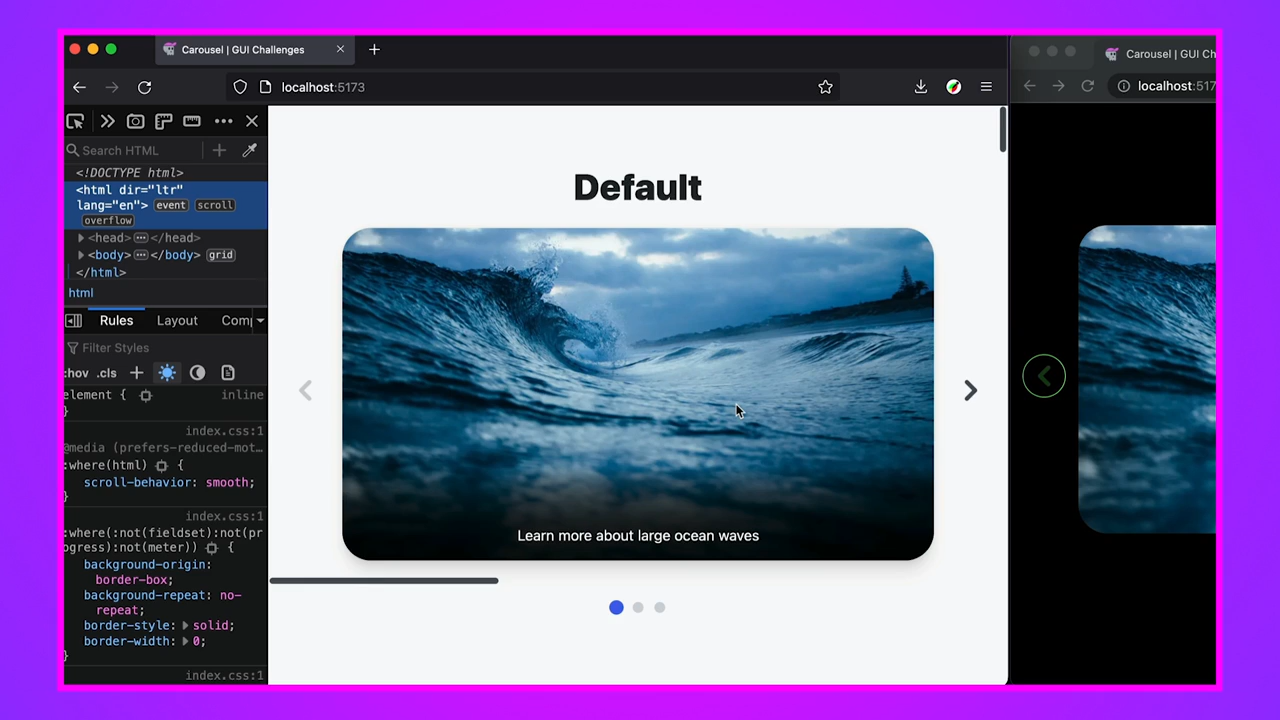 Carousel | GUI Challenges
localhost:5173
Search HTML
<!DOCTYPE html>
<html dir="ltr"
lang="en"> event scroll
overflow
<head> ... </head>
<body> ... </body> grid
</html>
html
Rules Layout Comp
Filter Styles
:hov .cls
element { inline
}
index.css:1
@media (prefers-reduced-mot…
:where(html) {
scroll-behavior: smooth;
}
index.css:1
:where(:not(fieldset):not(pr
ogress):not(meter)) {
background-origin:
border-box;
background-repeat: no-
repeat;
border-style: solid;
border-width: 0;
}
index.css:1
Default
Learn more about large ocean waves
Carousel | GUI Ch
localhost:517